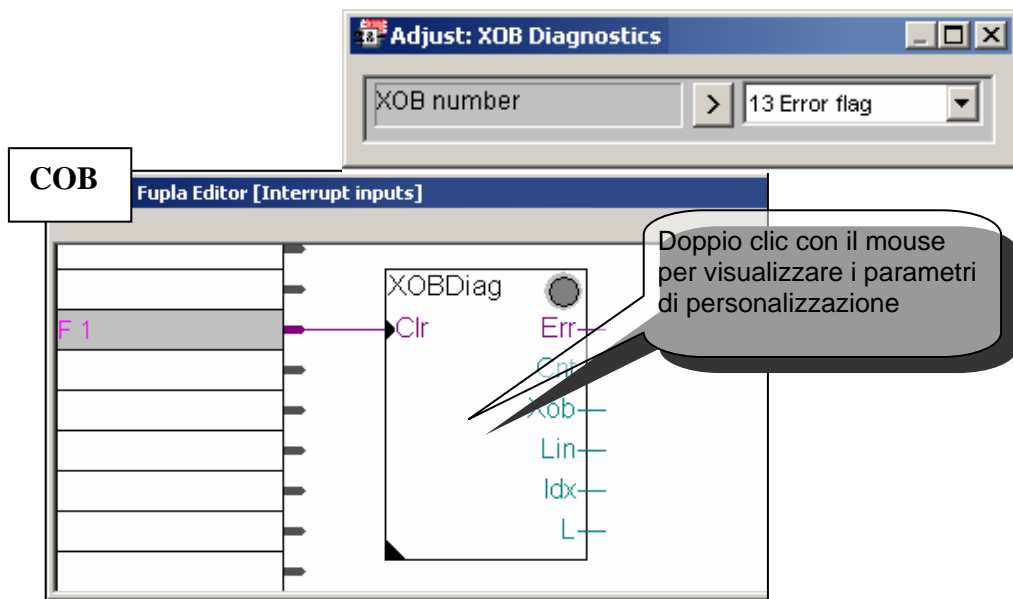 Adjust: XOB Diagnostics
XOB number
>
13 Error flag
COB
Fupla Editor [Interrupt inputs]
Doppio clic con il mouse
per visualizzare i parametri
di personalizzazione
XOBDiag
F 1
Clr
Err
Cnt
Xob
Lin
Idx
L